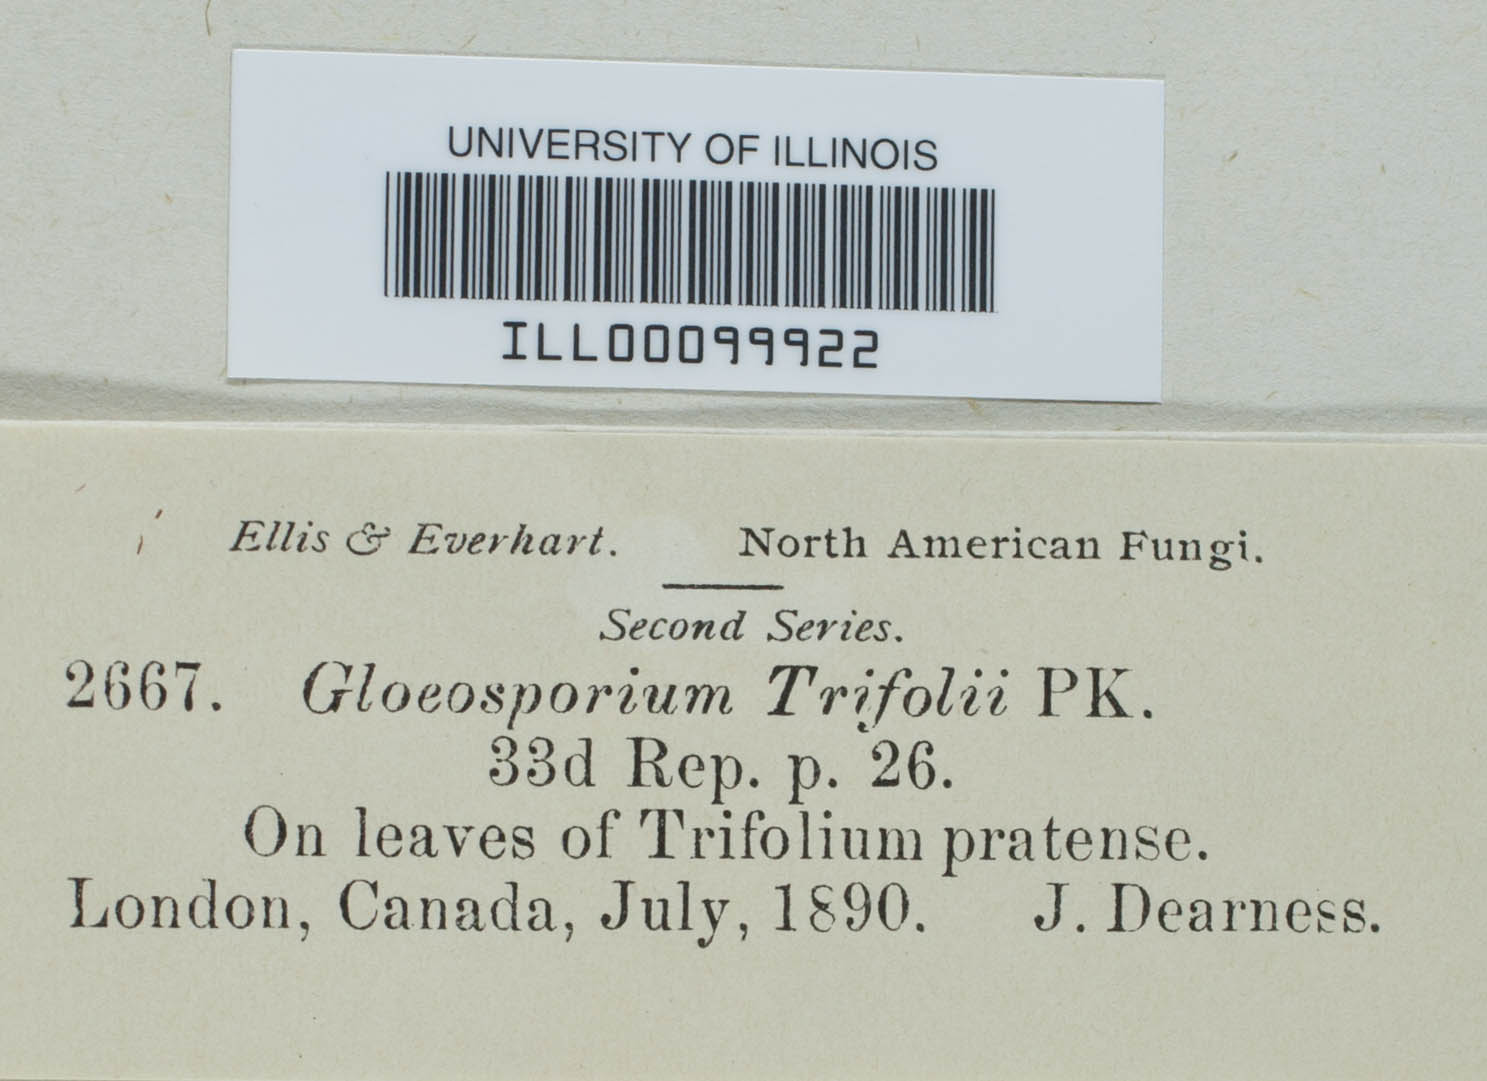 UNIVERSITY OF ILLINOIS
ILL00099922
Ellis & Everhart. North American Fungi.
Second Series.
2667. Gloeosporium Trifolii PK.
33d Rep. p. 26.
On leaves of Trifolium pratense.
London, Canada, July, 1890. J. Dearness.